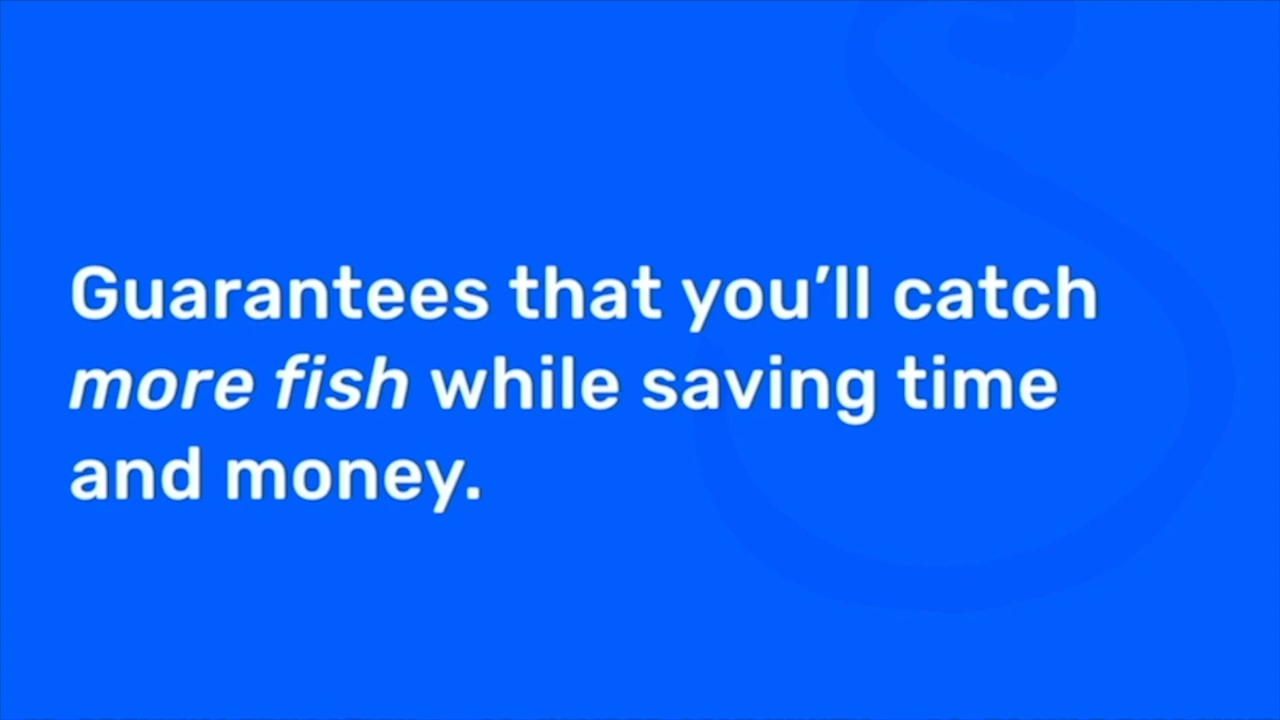 Guarantees that you’ll catch
more fish while saving time
and money.